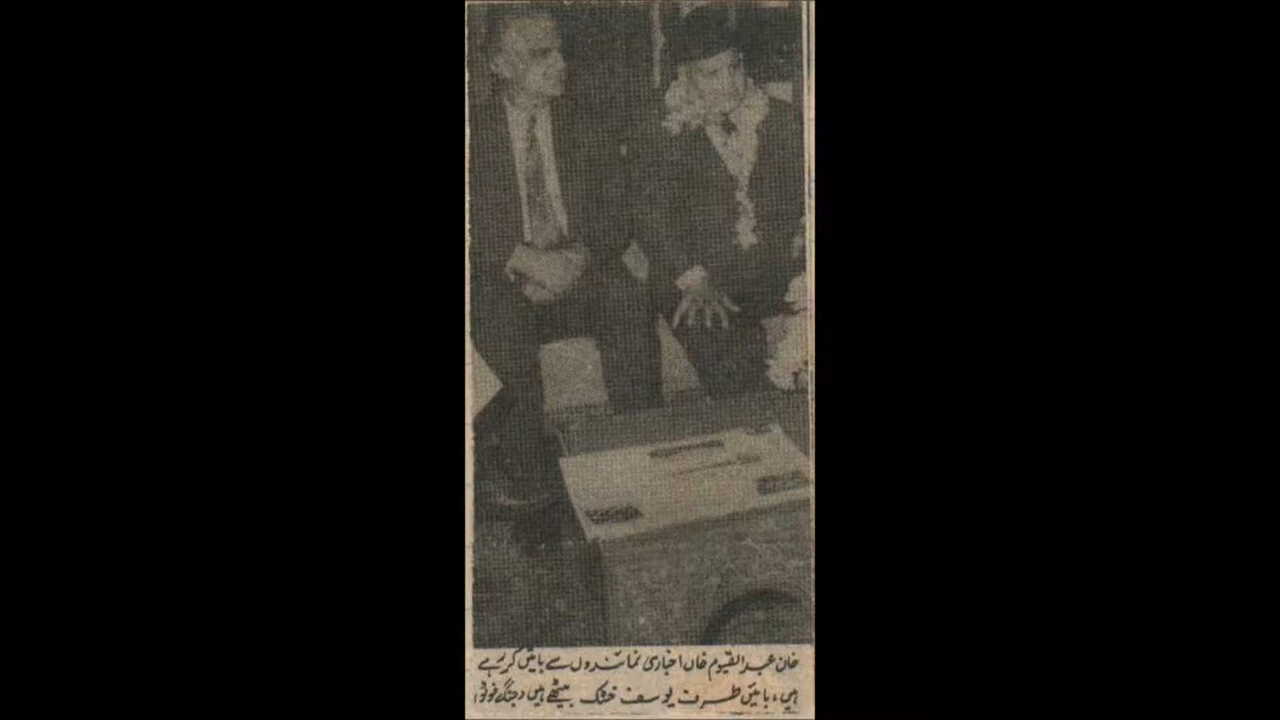 خان عبدالقیوم خاں اخباری نمائندوں سے باتیں کر رہے
ہیں، بائیں طرف یوسف خٹک بیٹھے ہیں (جنگ فوٹو)